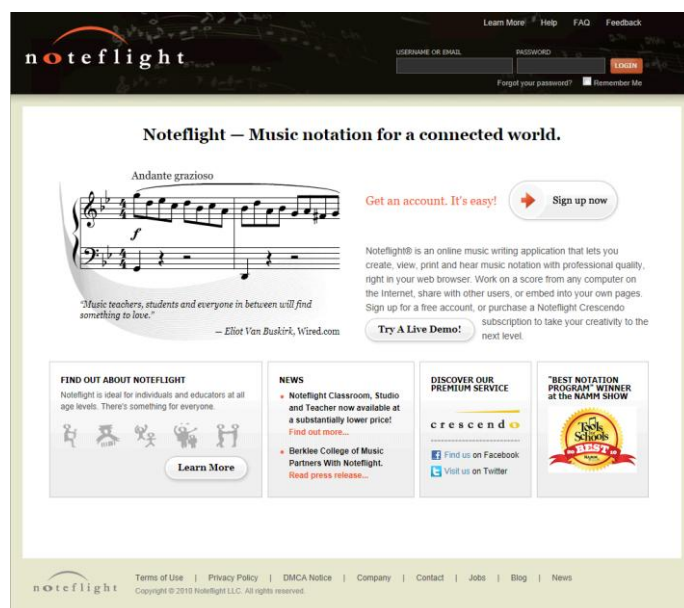 Learn More Help FAQ Feedback
noteflight
USERNAME OR EMAIL PASSWORD
LOGIN
Forgot your password? Remember Me
Noteflight — Music notation for a connected world.
Andante grazioso
f
"Music teachers, students and everyone in between will find
something to love."
— Eliot Van Buskirk, Wired.com
Get an account. It's easy!
Sign up now
Noteflight® is an online music writing application that lets you
create, view, print and hear music notation with professional quality,
right in your web browser. Work on a score from any computer on
the Internet, share with other users, or embed into your own pages.
Sign up for a free account, or purchase a Noteflight Crescendo
Try A Live Demo! subscription to take your creativity to the
next level.
FIND OUT ABOUT NOTEFLIGHT
Noteflight is ideal for individuals and educators at all
age levels. There's something for everyone.
Learn More
NEWS
Noteflight Classroom, Studio
and Teacher now available at
a substantially lower price!
Find out more...
Berklee College of Music
Partners With Noteflight.
Read press release...
DISCOVER OUR
PREMIUM SERVICE
crescendo
Find us on Facebook
Visit us on Twitter
"BEST NOTATION
PROGRAM" WINNER
at the NAMM SHOW
Tools
for
Schools
BEST
noteflight
Terms of Use | Privacy Policy | DMCA Notice | Company | Contact | Jobs | Blog | News
Copyright © 2010 Noteflight LLC. All rights reserved.